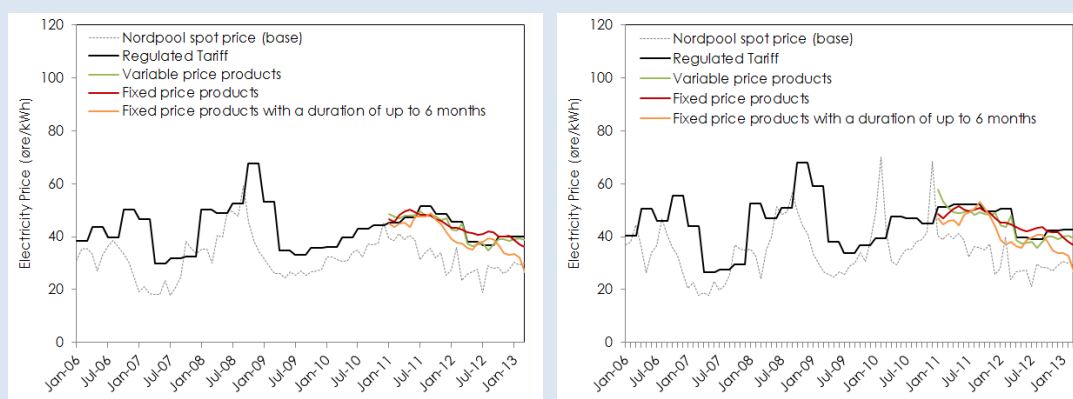 120
100
80
60
40
20
0
Electricity Price (øre/kWh)
Nordpool spot price (base)
Regulated Tariff
Variable price products
Fixed price products
Fixed price products with a duration of up to 6 months
Jan-06
Jul-06
Jan-07
Jul-07
Jan-08
Jul-08
Jan-09
Jul-09
Jan-10
Jul-10
Jan-11
Jul-11
Jan-12
Jul-12
Jan-13
120
100
80
60
40
20
0
Electricity Price (øre/kWh)
Nordpool spot price (base)
Regulated Tariff
Variable price products
Fixed price products
Fixed price products with a duration of up to 6 months
Jan-06
Jul-06
Jan-07
Jul-07
Jan-08
Jul-08
Jan-09
Jul-09
Jan-10
Jul-10
Jan-11
Jul-11
Jan-12
Jul-12
Jan-13